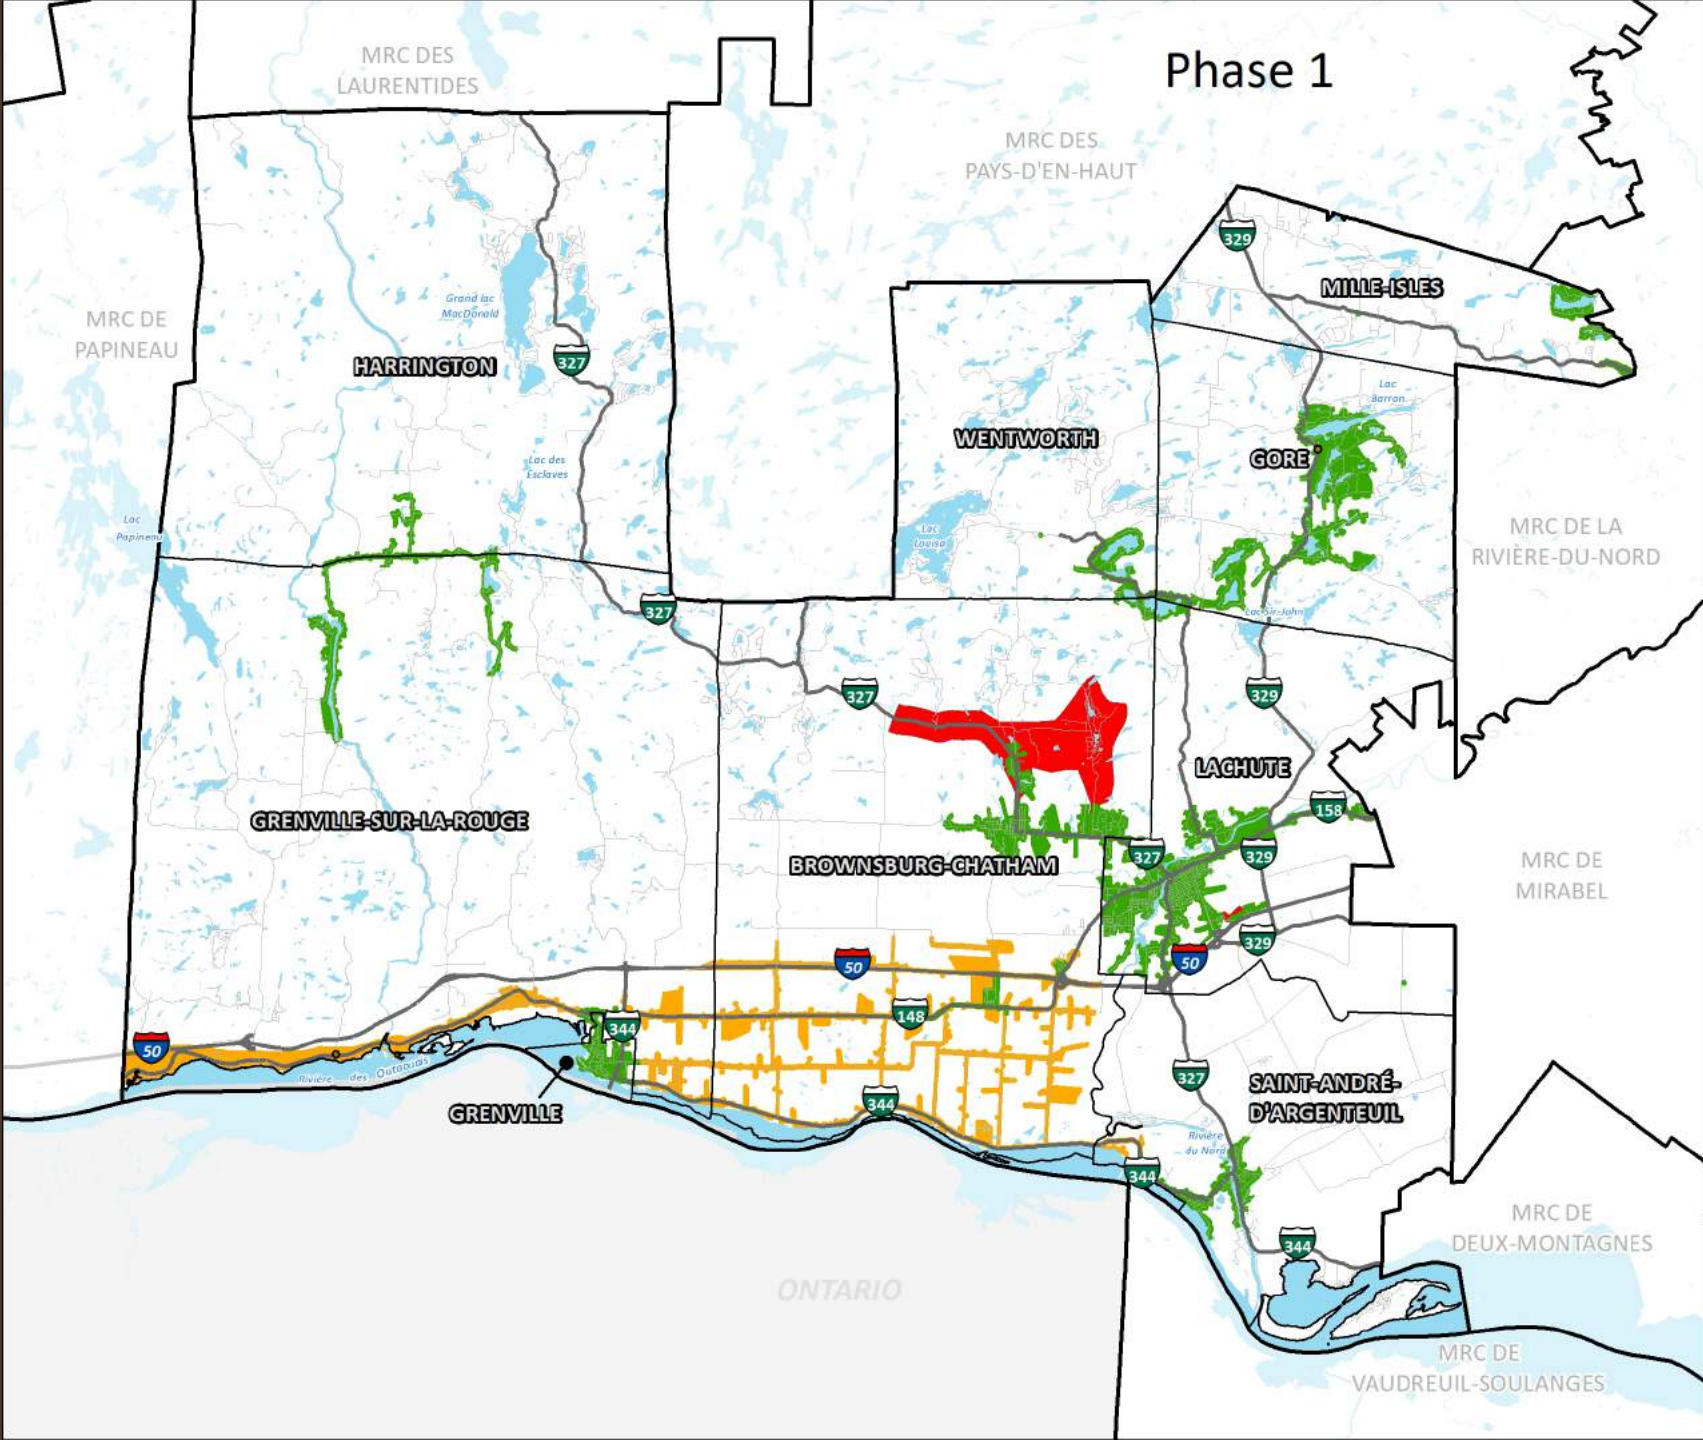 MRC DES
LAURENTIDES
Phase 1
MRC DES
PAYS-D'EN-HAUT
329
MILLE-ISLES
Grand lac
MacDonald
MRC DE
PAPINEAU
HARRINGTON
327
Lac
Barron
WENTWORTH
GORE
Lac des
Esclaves
Lac
Papineau
Lac
Louisa
MRC DE LA
RIVIÈRE-DU-NORD
327
Lac Sir-John
327
329
LACHUTE
158
GRENVILLE-SUR-LA-ROUGE
BROWNSBURG-CHATHAM
327
329
MRC DE
MIRABEL
329
50
50
148
344
50
Rivière des Outaouais
327
SAINT-ANDRÉ-
D'ARGENTEUIL
GRENVILLE
344
Rivière
du Nord
344
344
MRC DE
DEUX-MONTAGNES
ONTARIO
MRC DE
VAUDREUIL-SOULANGES